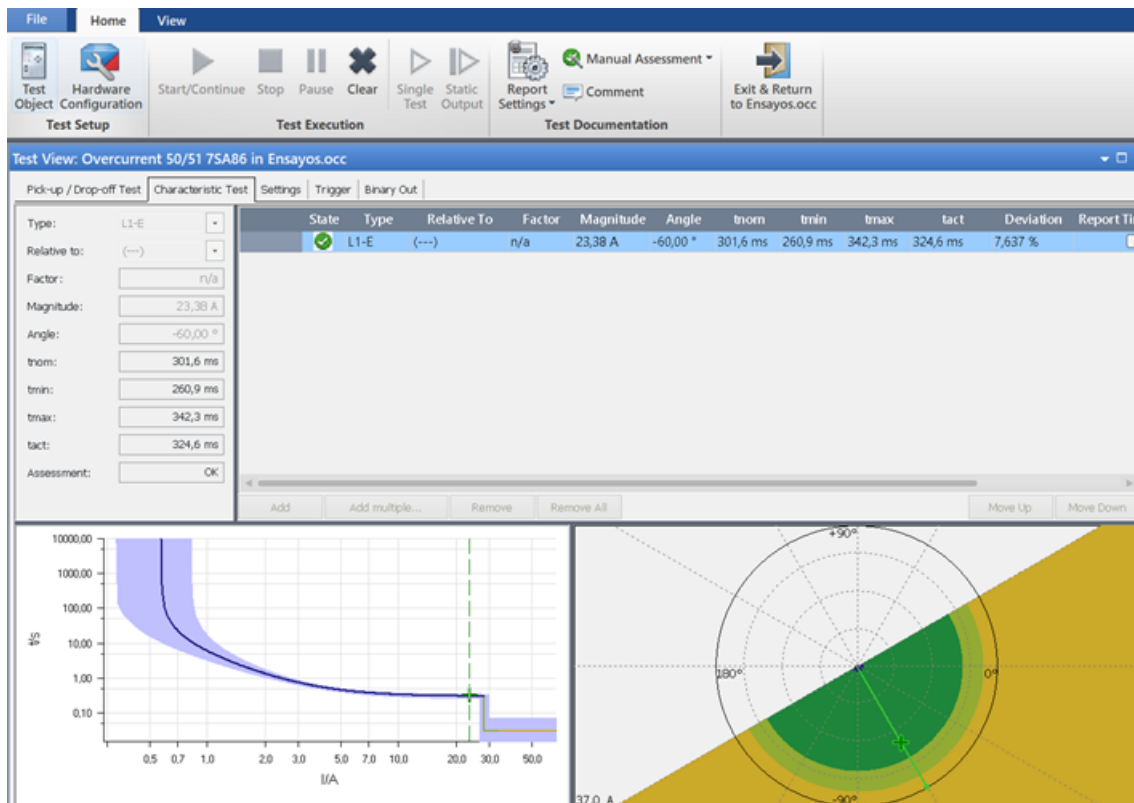 File Home View
Test Object
Hardware Configuration
Start/Continue Stop Pause Clear
Single Test
Static Output
Report Settings
Manual Assessment
Comment
Exit & Return to Ensayos.occ
Test Setup Test Execution Test Documentation
Test View: Overcurrent 50/51 7SA86 in Ensayos.occ
Pick-up / Drop-off Test Characteristic Test Settings Trigger Binary Out
Type: L1-E
Relative to: (---)
Factor: n/a
Magnitude: 23,38 A
Angle: -60,00 °
tnom: 301,6 ms
tmin: 260,9 ms
tmax: 342,3 ms
tact: 324,6 ms
Assessment: OK
State Type Relative To Factor Magnitude Angle tnom tmin tmax tact Deviation Report
L1-E (---) n/a 23,38 A -60,00 ° 301,6 ms 260,9 ms 342,3 ms 324,6 ms 7,637 %
Add Add multiple... Remove Remove All Move Up Move Down
10000,00
1000,00
100,00
10,00
1,00
0,10
t/s
0,5 0,7 1,0 2,0 3,0 5,0 7,0 10,0 20,0 30,0 50,0
I/A
+90°
180°
0°
-90°
37,0 A